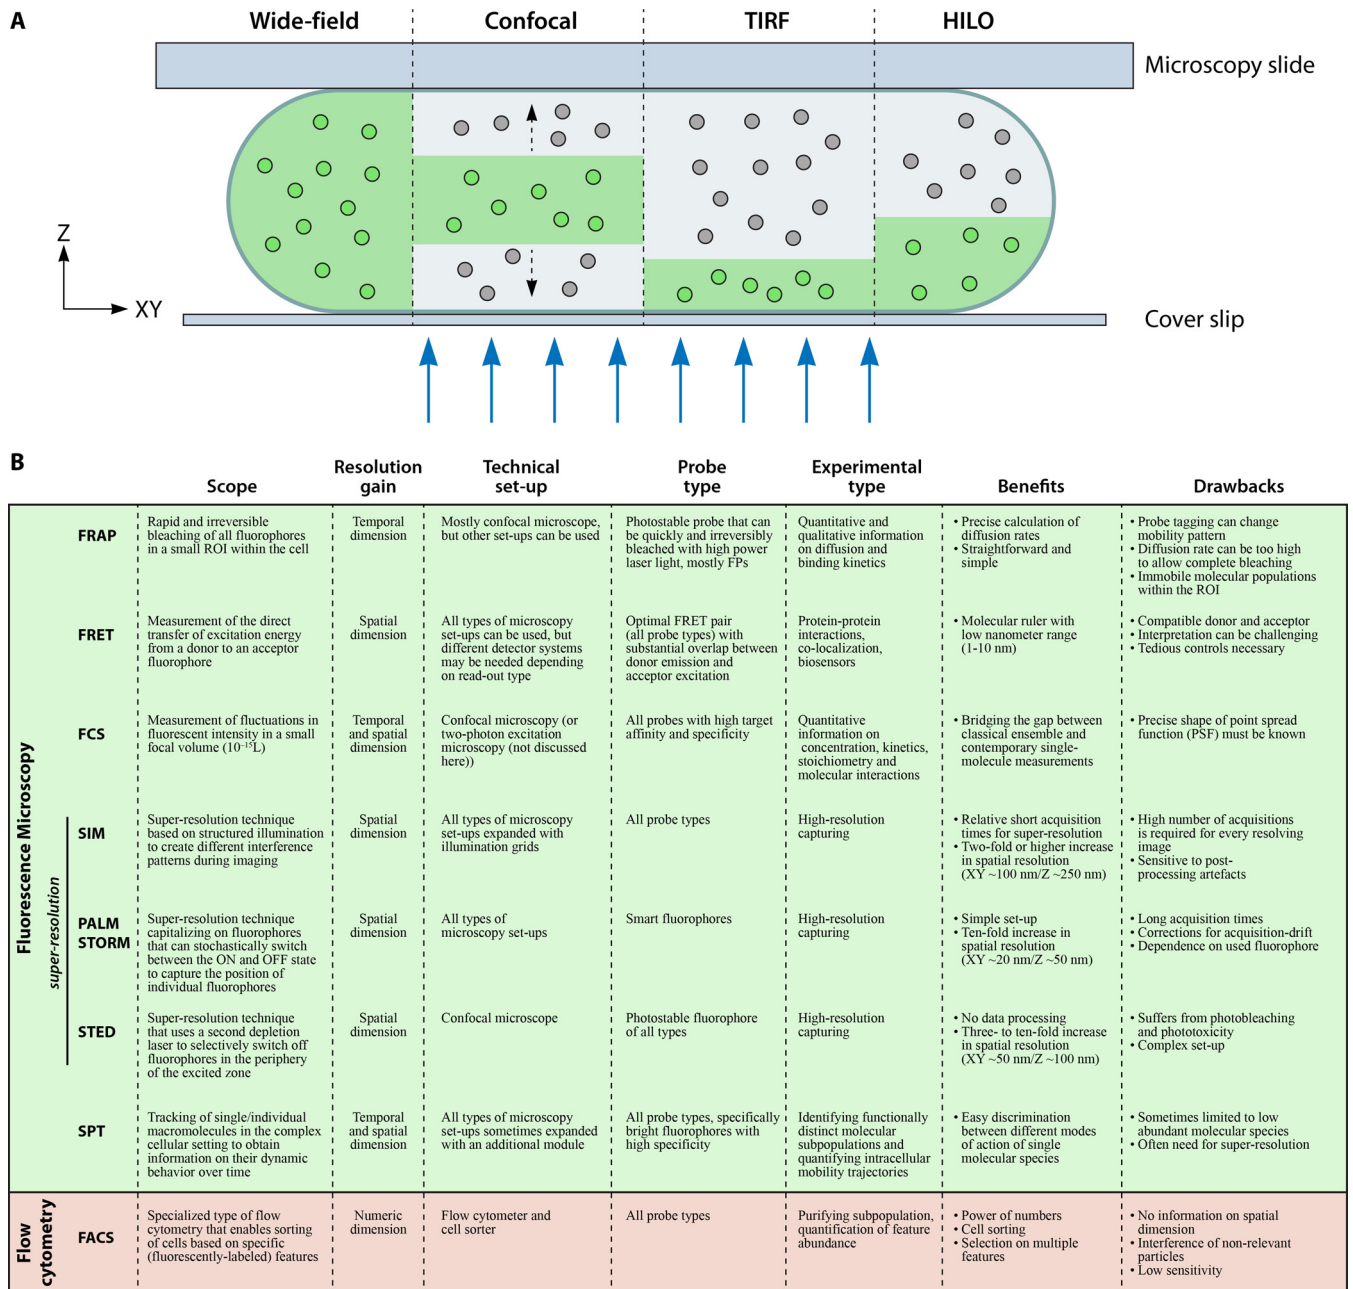 A
Wide-field
Confocal
TIRF
HILO
Microscopy slide
Z
XY
Cover slip
B
Scope
Resolution
gain
Technical
set-up
Probe
type
Experimental
type
Benefits
Drawbacks
Fluorescence Microscopy
super-resolution
FRAP
Rapid and irreversible
bleaching of all fluorophores
in a small ROI within the cell
Temporal
dimension
Mostly confocal microscope,
but other set-ups can be used
Photostable probe that can
be quickly and irreversibly
bleached with high power
laser light, mostly FPs
Quantitative and
qualitative information
on diffusion and
binding kinetics
• Precise calculation of
diffusion rates
• Straightforward and
simple
• Probe tagging can change
mobility pattern
• Diffusion rate can be too high
to allow complete bleaching
• Immobile molecular populations
within the ROI
FRET
Measurement of the direct
transfer of excitation energy
from a donor to an acceptor
fluorophore
Spatial
dimension
All types of microscopy
set-ups can be used, but
different detector systems
may be needed depending
on read-out type
Optimal FRET pair
(all probe types) with
substantial overlap between
donor emission and
acceptor excitation
Protein-protein
interactions,
co-localization,
biosensors
• Molecular ruler with
low nanometer range
(1-10 nm)
• Compatible donor and acceptor
• Interpretation can be challenging
• Tedious controls necessary
FCS
Measurement of fluctuations in
fluorescent intensity in a small
focal volume (10⁻¹⁵L)
Temporal
and spatial
dimension
Confocal microscopy (or
two-photon excitation
microscopy (not discussed
here))
All probes with high target
affinity and specificity
Quantitative
information on
concentration, kinetics,
stoichiometry and
molecular interactions
• Bridging the gap between
classical ensemble and
contemporary single-
molecule measurements
• Precise shape of point spread
function (PSF) must be known
SIM
Super-resolution technique
based on structured illumination
to create different interference
patterns during imaging
Spatial
dimension
All types of microscopy
set-ups expanded with
illumination grids
All probe types
High-resolution
capturing
• Relative short acquisition
times for super-resolution
• Two-fold or higher increase
in spatial resolution
(XY ~100 nm/Z ~250 nm)
• High number of acquisitions
is required for every resolving
image
• Sensitive to post-
processing artefacts
PALM
STORM
Super-resolution technique
capitalizing on fluorophores
that can stochastically switch
between the ON and OFF state
to capture the position of
individual fluorophores
Spatial
dimension
All types of
microscopy set-ups
Smart fluorophores
High-resolution
capturing
• Simple set-up
• Ten-fold increase in
spatial resolution
(XY ~20 nm/Z ~50 nm)
• Long acquisition times
• Corrections for acquisition-drift
• Dependence on used fluorophore
STED
Super-resolution technique
that uses a second depletion
laser to selectively switch off
fluorophores in the periphery
of the excited zone
Spatial
dimension
Confocal microscope
Photostable fluorophore
of all types
High-resolution
capturing
• No data processing
• Three- to ten-fold increase
in spatial resolution
(XY ~50 nm/Z ~100 nm)
• Suffers from photobleaching
and phototoxicity
• Complex set-up
SPT
Tracking of single/individual
macromolecules in the complex
cellular setting to obtain
information on their dynamic
behavior over time
Temporal
and spatial
dimension
All types of microscopy
set-ups sometimes expanded
with an additional module
All probe types, specifically
bright fluorophores with
high specificity
Identifying functionally
distinct molecular
subpopulations and
quantifying intracellular
mobility trajectories
• Easy discrimination
between different modes
of action of single
molecular species
• Sometimes limited to low
abundant molecular species
• Often need for super-resolution
Flow
cytometry
FACS
Specialized type of flow
cytometry that enables sorting
of cells based on specific
(fluorescently-labeled) features
Numeric
dimension
Flow cytometer and
cell sorter
All probe types
Purifying subpopulation,
quantification of feature
abundance
• Power of numbers
• Cell sorting
• Selection on multiple
features
• No information on spatial
dimension
• Interference of non-relevant
particles
• Low sensitivity